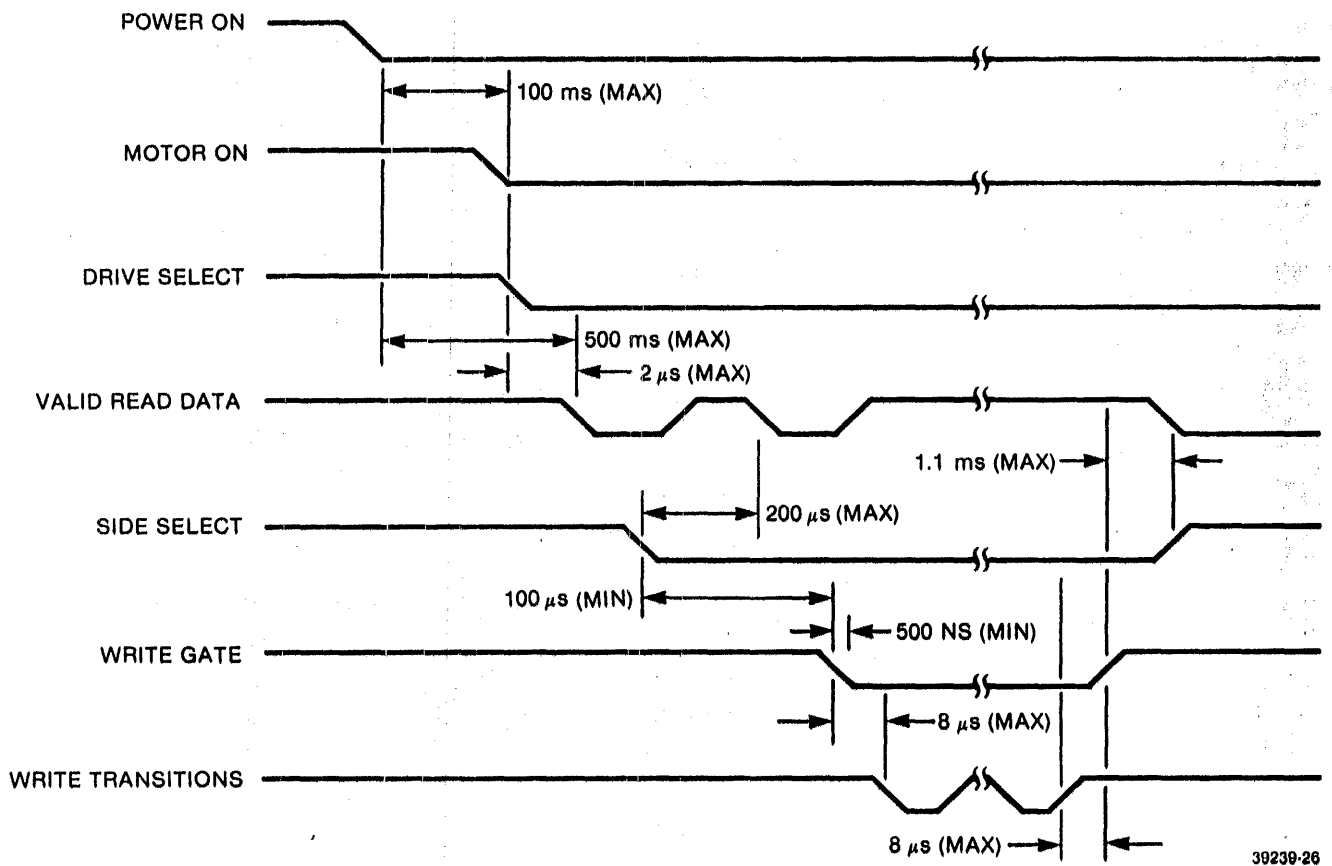 POWER ON
100 ms (MAX)
MOTOR ON
DRIVE SELECT
500 ms (MAX)
2 μs (MAX)
VALID READ DATA
1.1 ms (MAX)
200 μs (MAX)
SIDE SELECT
100 μs (MIN)
500 NS (MIN)
WRITE GATE
8 μs (MAX)
WRITE TRANSITIONS
8 μs (MAX)
39239-26